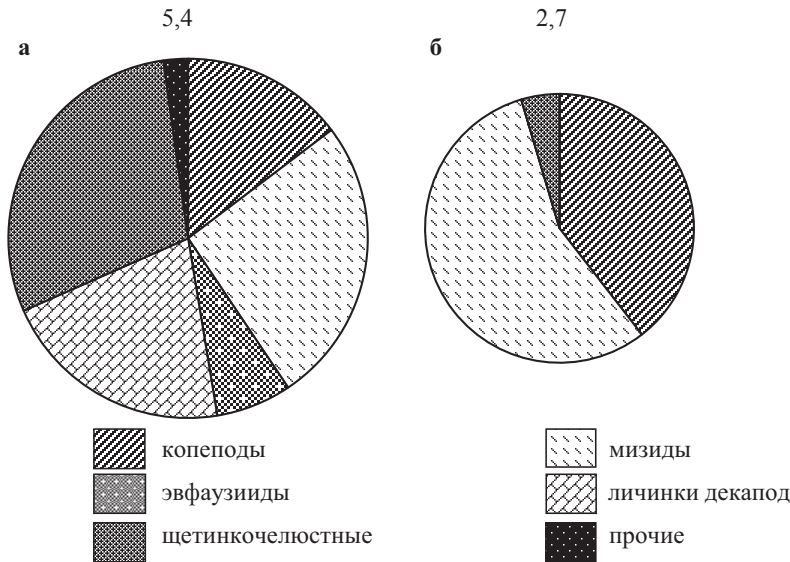 5,4
2,7
а
б
копеподы
мизиды
эвфаузииды
личинки декапод
щетинкочелюстные
прочие